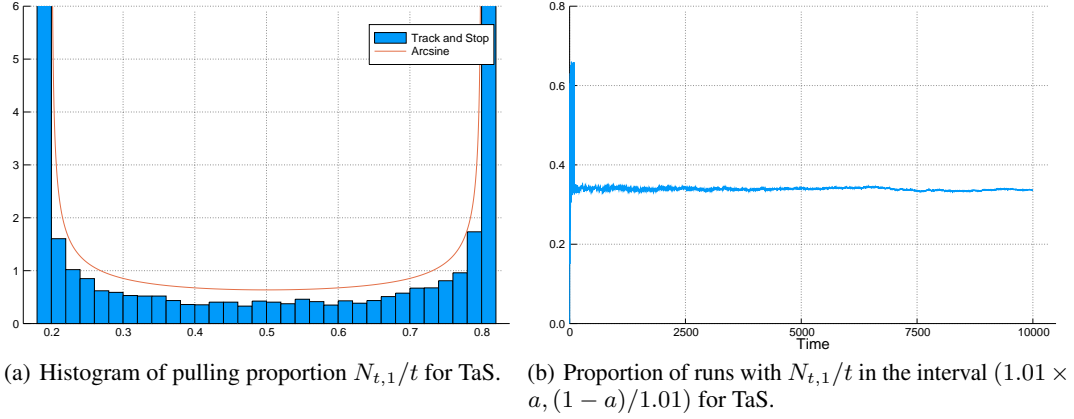 6
5
4
3
2
1
0
0.2 0.3 0.4 0.5 0.6 0.7 0.8
Track and Stop
Arcsine
0.8
0.6
0.4
0.2
0.0
0 2500 5000 7500 10000
Time
(a) Histogram of pulling proportion N_{t,1}/t for TaS.
(b) Proportion of runs with N_{t,1}/t in the interval (1.01 ×
a, (1 − a)/1.01) for TaS.